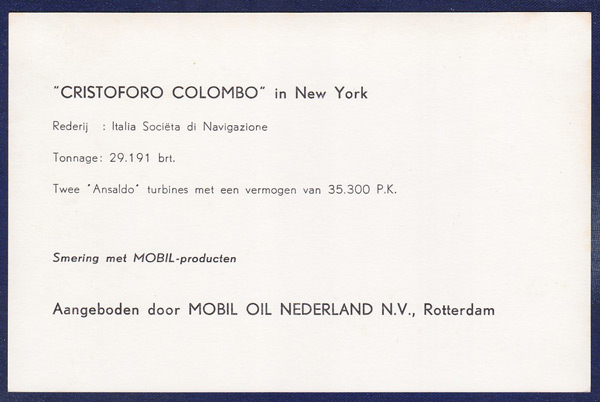 "CRISTOFORO COLOMBO" in New York
Rederij : Italia Sociëta di Navigazione
Tonnage: 29.191 brt.
Twee "Ansaldo" turbines met een vermogen van 35.300 P.K.
Smering met MOBIL-producten
Aangeboden door MOBIL OIL NEDERLAND N.V., Rotterdam